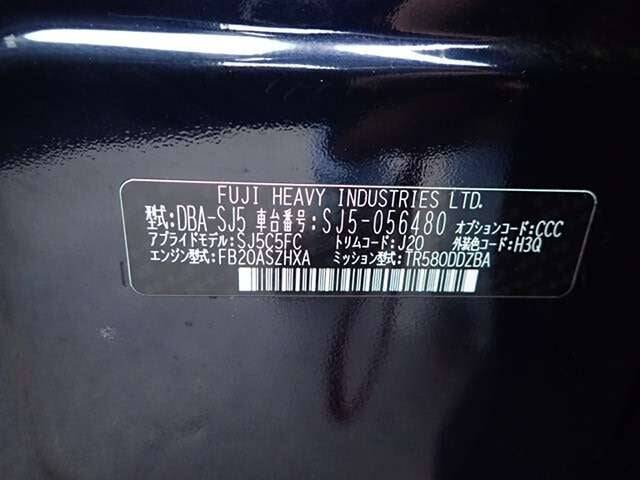 FUJI HEAVY INDUSTRIES LTD.
型式:DBA-SJ5 車台番号:SJ5-056480 オプションコード:CCC
アプライドモデル:SJ5C5FC トリムコード:J20 外装色コード:H3Q
エンジン型式:FB20ASZHXA ミッション型式:TR580DDZBA